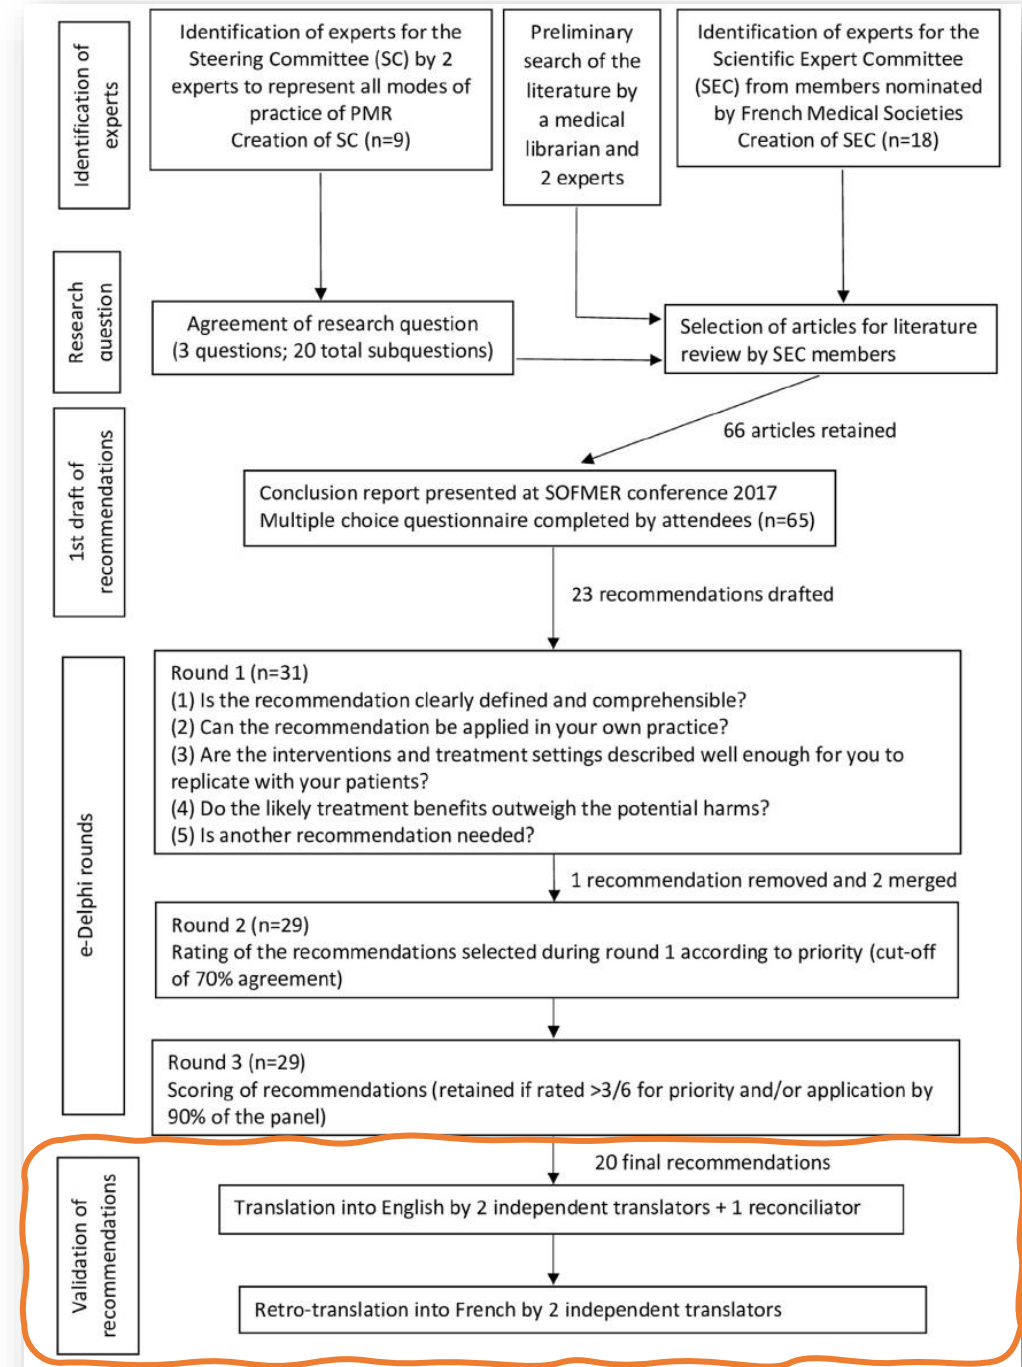 Identification of
experts
Identification of experts for the
Steering Committee (SC) by 2
experts to represent all modes of
practice of PMR
Creation of SC (n=9)
Preliminary
search of the
literature by
a medical
librarian and
2 experts
Identification of experts for the
Scientific Expert Committee
(SEC) from members nominated
by French Medical Societies
Creation of SEC (n=18)
Research
question
Agreement of research question
(3 questions; 20 total subquestions)
Selection of articles for literature
review by SEC members
66 articles retained
1st draft of
recommendations
Conclusion report presented at SOFMER conference 2017
Multiple choice questionnaire completed by attendees (n=65)
23 recommendations drafted
e-Delphi rounds
Round 1 (n=31)
(1) Is the recommendation clearly defined and comprehensible?
(2) Can the recommendation be applied in your own practice?
(3) Are the interventions and treatment settings described well enough for you to
replicate with your patients?
(4) Do the likely treatment benefits outweigh the potential harms?
(5) Is another recommendation needed?
1 recommendation removed and 2 merged
Round 2 (n=29)
Rating of the recommendations selected during round 1 according to priority (cut-off
of 70% agreement)
Round 3 (n=29)
Scoring of recommendations (retained if rated >3/6 for priority and/or application by
90% of the panel)
20 final recommendations
Validation of
recommendations
Translation into English by 2 independent translators + 1 reconciliator
Retro-translation into French by 2 independent translators